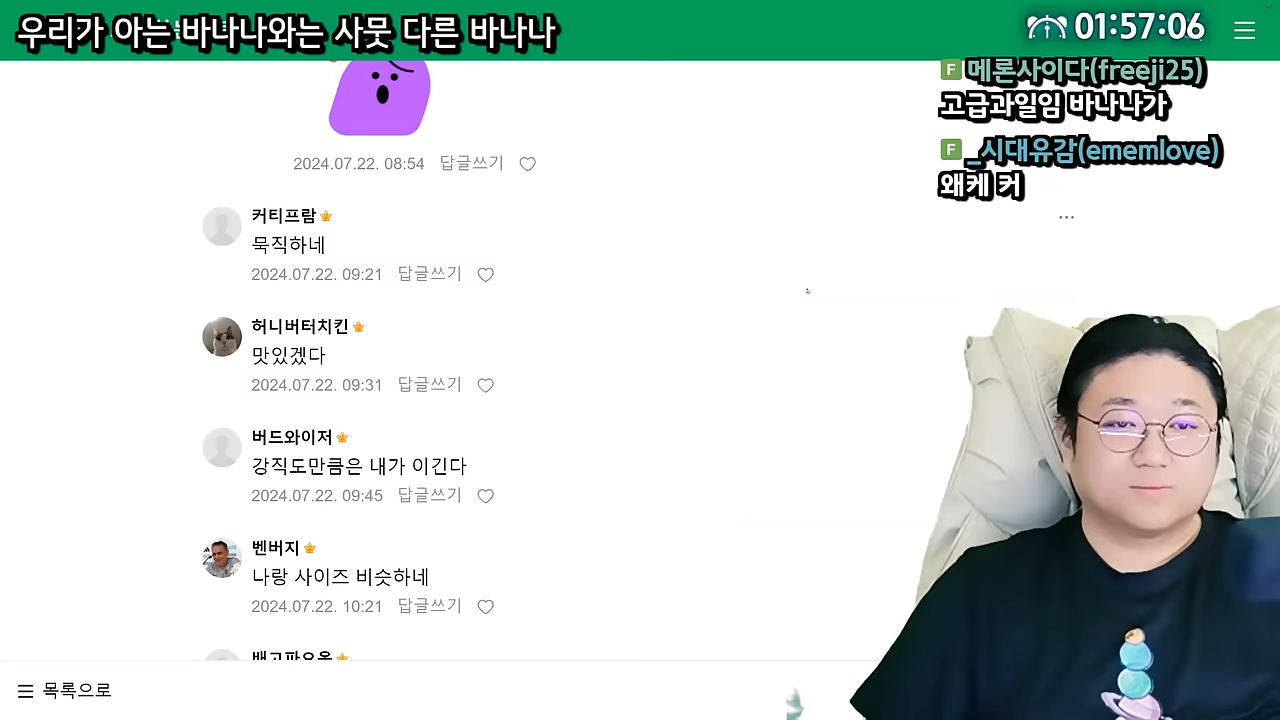 우리가 아는 바나나와는 사뭇 다른 바나나
01:57:06
F 메론사이다(freeji25)
고급과일임 바나나가
F _시대유감(ememlove)
왜케 커
2024.07.22. 08:54 답글쓰기
커티프람
묵직하네
2024.07.22. 09:21 답글쓰기
허니버터치킨
맛있겠다
2024.07.22. 09:31 답글쓰기
버드와이저
강직도만큼은 내가 이긴다
2024.07.22. 09:45 답글쓰기
벤버지
나랑 사이즈 비슷하네
2024.07.22. 10:21 답글쓰기
목록으로